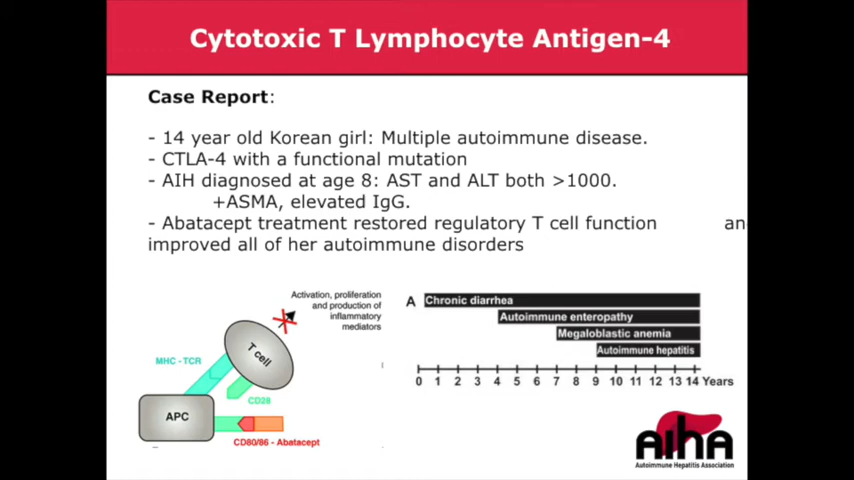 Cytotoxic T Lymphocyte Antigen-4
Case Report:
- 14 year old Korean girl: Multiple autoimmune disease.
- CTLA-4 with a functional mutation
- AIH diagnosed at age 8: AST and ALT both >1000.
+ASMA, elevated IgG.
- Abatacept treatment restored regulatory T cell function an
improved all of her autoimmune disorders
Activation, proliferation
and production of
inflammatory
mediators
T cell
MHC - TCR
CD28
APC
CD80/86 - Abatacept
A
Chronic diarrhea
Autoimmune enteropathy
Megaloblastic anemia
Autoimmune hepatitis
0 1 2 3 4 5 6 7 8 9 10 11 12 13 14 Years
AIHA
Autoimmune Hepatitis Association